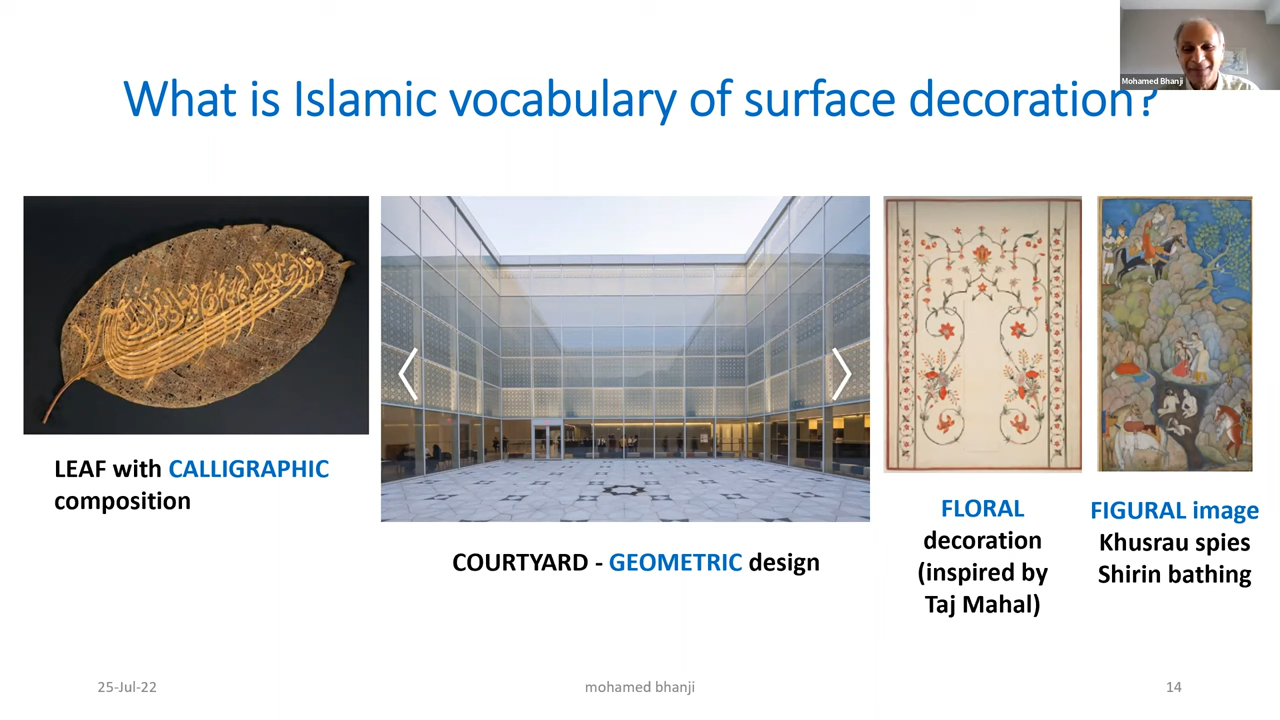 What is Islamic vocabulary of surface decoration?
Mohamed Bhanji
LEAF with CALLIGRAPHIC
composition
COURTYARD - GEOMETRIC design
FLORAL
decoration
(inspired by
Taj Mahal)
FIGURAL image
Khusrau spies
Shirin bathing
25-Jul-22
mohamed bhanji
14